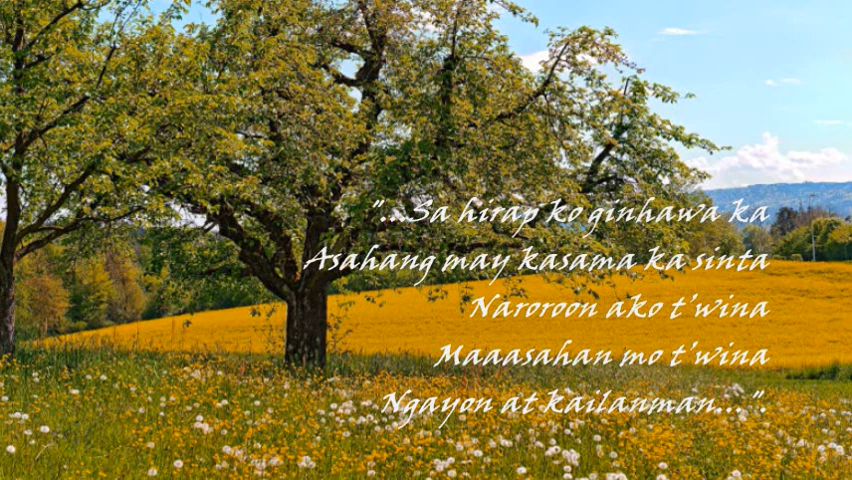 "...Sa hirap ko ginhawa ka
Asahang may kasama ka sinta
Naroroon ako t'wina
Maaasahan mo t'wina
Ngayon at kailanman...".